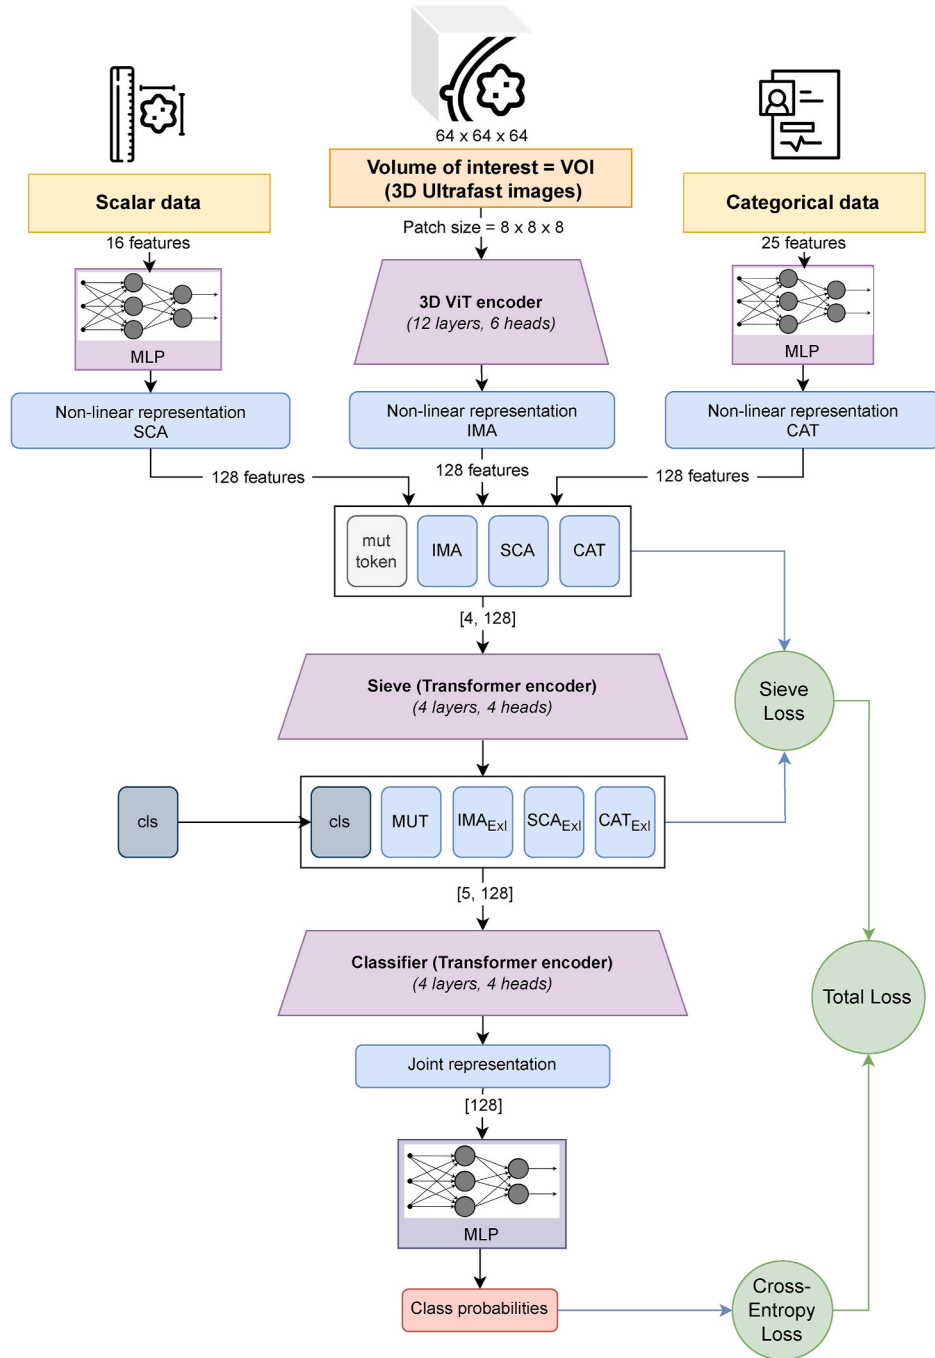 64 x 64 x 64
Volume of interest = VOI
(3D Ultrafast images)
Scalar data
Categorical data
16 features
Patch size = 8 x 8 x 8
25 features
3D ViT encoder
(12 layers, 6 heads)
MLP
MLP
Non-linear representation
SCA
Non-linear representation
IMA
Non-linear representation
CAT
128 features
128 features
128 features
mut
token
IMA
SCA
CAT
[4, 128]
Sieve (Transformer encoder)
(4 layers, 4 heads)
Sieve
Loss
cls
cls
MUT
IMA_Exl
SCA_Exl
CAT_Exl
[5, 128]
Classifier (Transformer encoder)
(4 layers, 4 heads)
Total Loss
Joint representation
[128]
MLP
Class probabilities
Cross-
Entropy
Loss